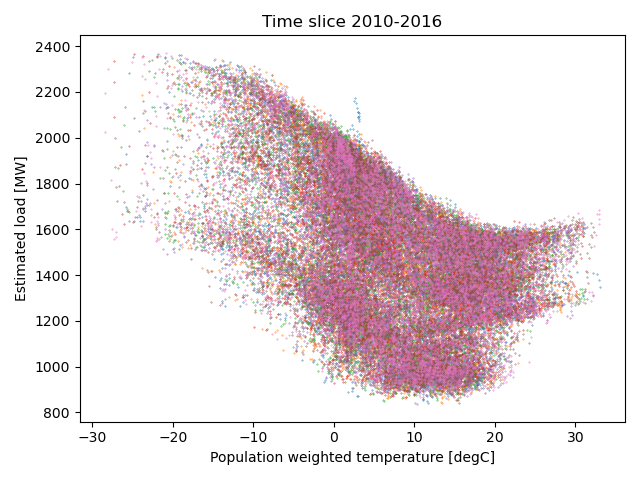 Time slice 2010-2016
2400
2200
2000
1800
1600
1400
1200
1000
800
Estimated load [MW]
−30 −20 −10 0 10 20 30
Population weighted temperature [degC]